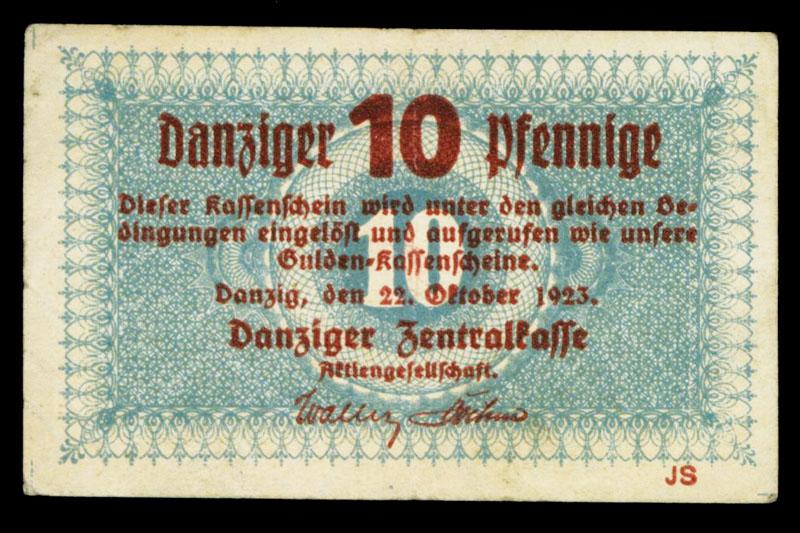 Danziger 10 Pfennige
Dieser Kassenschein wird unter den gleichen Be-
dingungen eingelöst und aufgerufen wie unsere
Gulden-Kassenscheine.
10
Danzig, den 22. Oktober 1923.
Danziger Zentralkasse
Aktiengesellschaft.
JS